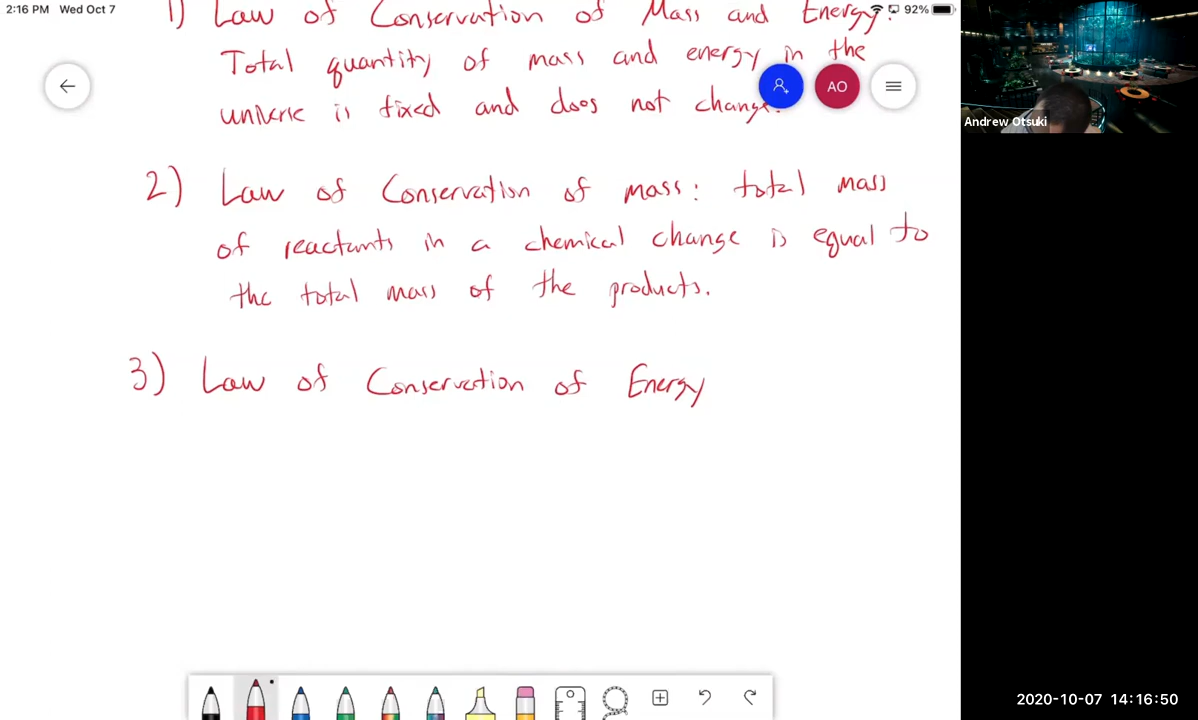 2:16 PM Wed Oct 7
92%
1) Law of Conservation of Mass and Energy:
Total quantity of mass and energy in the
universe is fixed and does not change.
AO
Andrew Otsuki
2) Law of Conservation of mass: total mass
of reactants in a chemical change is equal to
the total mass of the products.
3) Law of Conservation of Energy
2020-10-07 14:16:50